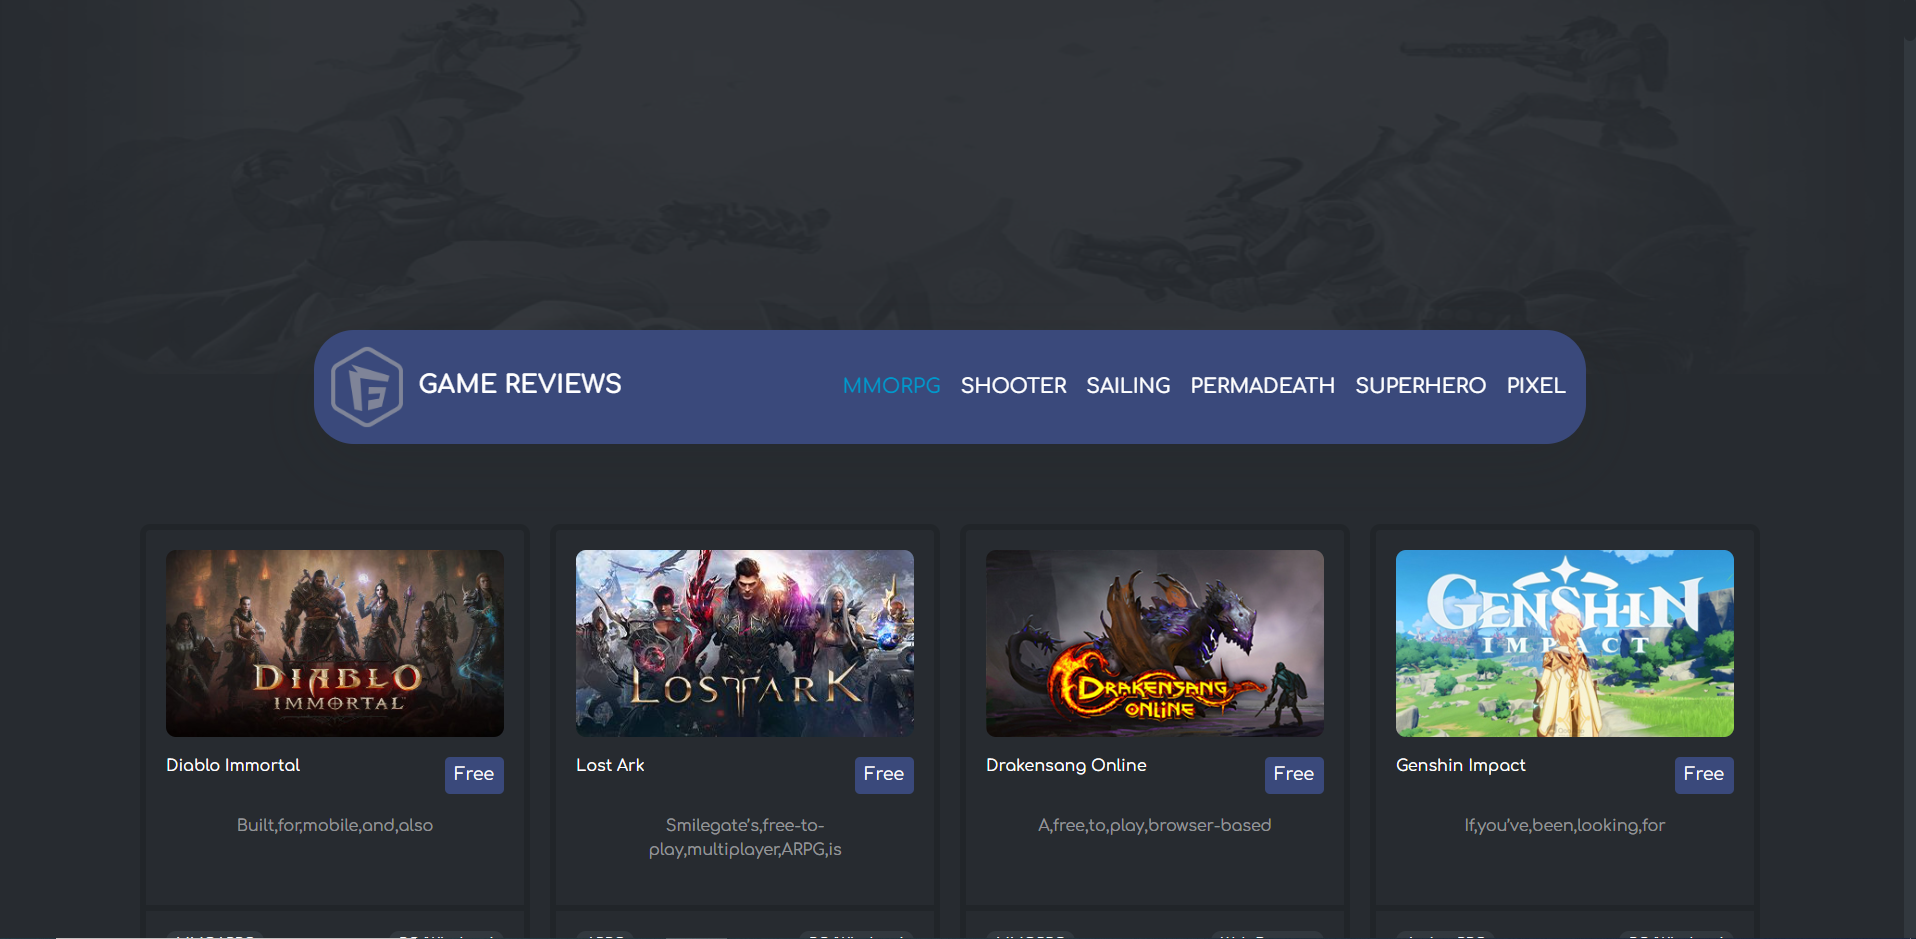 GAME REVIEWS
MMORPG SHOOTER SAILING PERMADEATH SUPERHERO PIXEL
DIABLO
IMMORTAL
LOST ARK
DRAKENSANG
ONLINE
GENSHIN
IMPACT
Diablo Immortal
Free
Lost Ark
Free
Drakensang Online
Free
Genshin Impact
Free
Built,for,mobile,and,also
Smilegate’s,free-to-
play,multiplayer,ARPG,is
A,free,to,play,browser-based
If,you’ve,been,looking,for